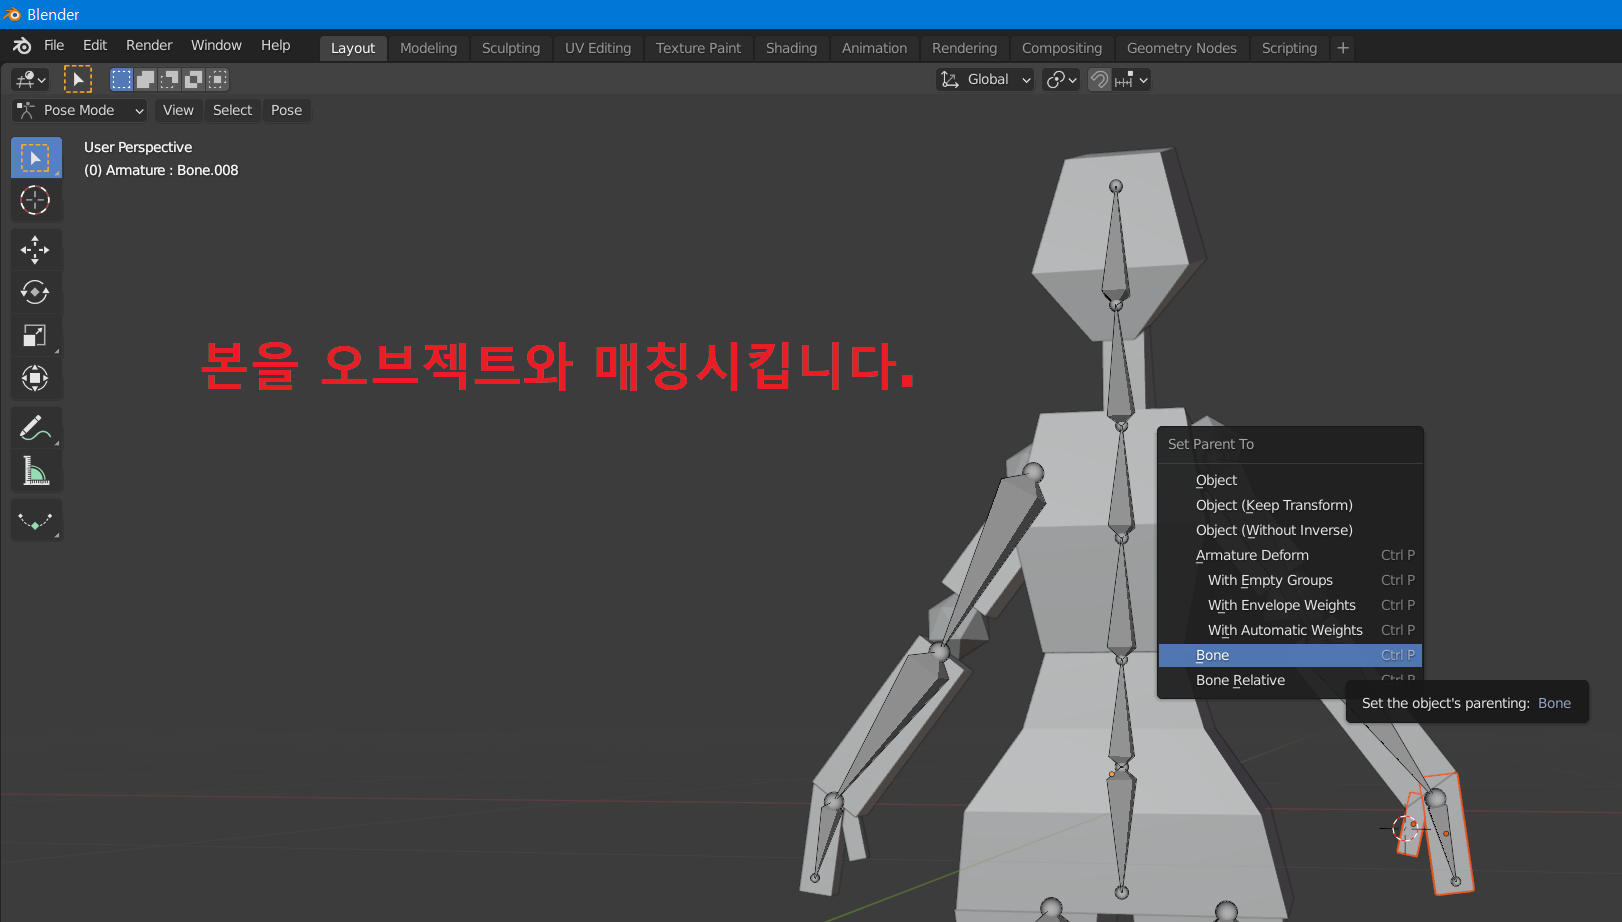 Blender
File Edit Render Window Help Layout Modeling Sculpting UV Editing Texture Paint Shading Animation Rendering Compositing Geometry Nodes Scripting +
Global
Pose Mode View Select Pose
User Perspective
(0) Armature : Bone.008
본을 오브젝트와 매칭시킵니다.
Set Parent To
Object
Object (Keep Transform)
Object (Without Inverse)
Armature Deform Ctrl P
With Empty Groups Ctrl P
With Envelope Weights Ctrl P
With Automatic Weights Ctrl P
Bone Ctrl P
Bone Relative Ctrl P
Set the object's parenting: Bone